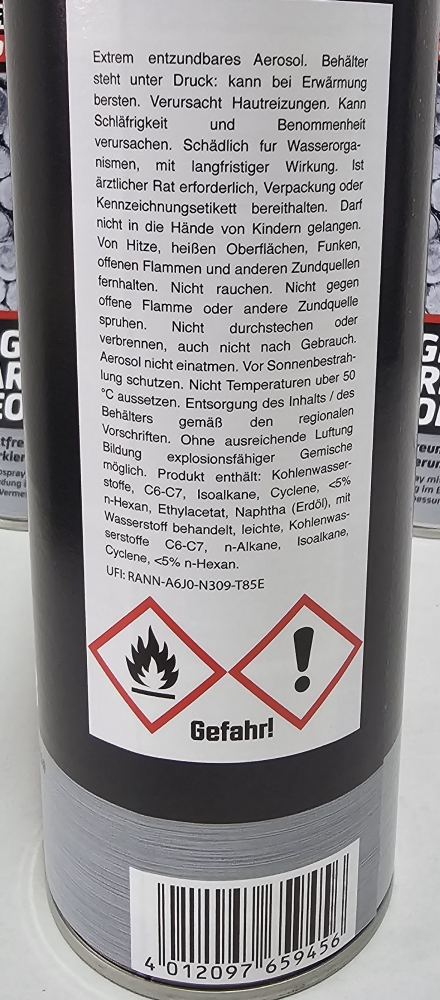 Extrem entzundbares Aerosol. Behälter
steht unter Druck: kann bei Erwärmung
bersten. Verursacht Hautreizungen. Kann
Schläfrigkeit und Benommenheit
verursachen. Schädlich fur Wasserorga-
nismen, mit langfristiger Wirkung. Ist
ärztlicher Rat erforderlich, Verpackung oder
Kennzeichnungsetikett bereithalten. Darf
nicht in die Hände von Kindern gelangen.
Von Hitze, heißen Oberflächen, Funken,
offenen Flammen und anderen Zundquellen
fernhalten. Nicht rauchen. Nicht gegen
offene Flamme oder andere Zundquelle
spruhen. Nicht durchstechen oder
verbrennen, auch nicht nach Gebrauch.
Aerosol nicht einatmen. Vor Sonnenbestrah-
lung schutzen. Nicht Temperaturen uber 50
°C aussetzen. Entsorgung des Inhalts / des
Behälters gemäß den regionalen
Vorschriften. Ohne ausreichende Luftung
Bildung explosionsfähiger Gemische
möglich. Produkt enthält: Kohlenwasser-
stoffe, C6-C7, Isoalkane, Cyclene, <5%
n-Hexan, Ethylacetat, Naphtha (Erdöl), mit
Wasserstoff behandelt, leichte, Kohlenwas-
serstoffe C6-C7, n-Alkane, Isoalkane,
Cyclene, <5% n-Hexan.
UFI: RANN-A6J0-N309-T85E
Gefahr!
4 012097 659456